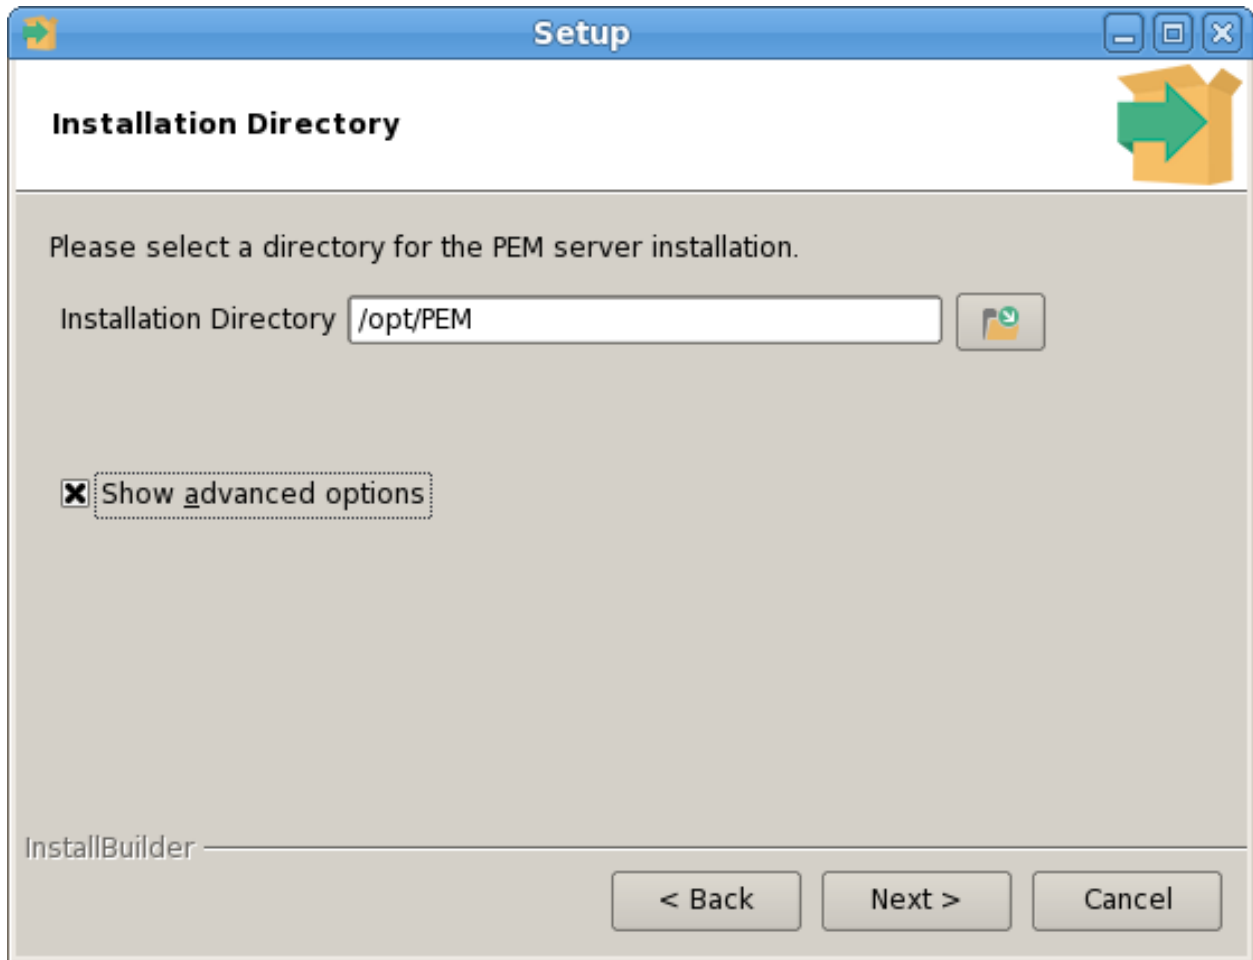 Setup
Installation Directory
Please select a directory for the PEM server installation.
Installation Directory /opt/PEM
Show advanced options
InstallBuilder
< Back Next > Cancel